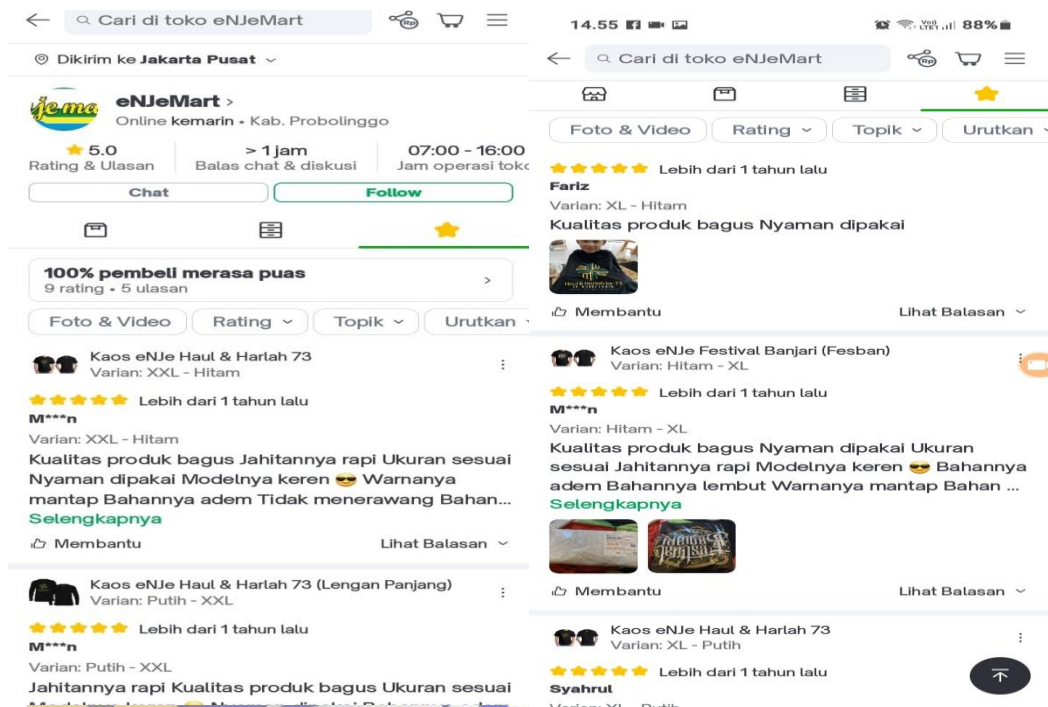 Cari di toko eNJeMart
Dikirim ke Jakarta Pusat
je ma
eNJeMart
Online kemarin • Kab. Probolinggo
5.0
Rating & Ulasan
> 1 jam
Balas chat & diskusi
07:00 - 16:00
Jam operasi toko
Chat
Follow
100% pembeli merasa puas
9 rating • 5 ulasan
Foto & Video
Rating
Topik
Urutkan
Kaos eNJe Haul & Harlah 73
Varian: XXL - Hitam
Lebih dari 1 tahun lalu
M***n
Varian: XXL - Hitam
Kualitas produk bagus Jahitannya rapi Ukuran sesuai
Nyaman dipakai Modelnya keren 😎 Warnanya
mantap Bahannya adem Tidak menerawang Bahan...
Selengkapnya
Membantu
Lihat Balasan
Kaos eNJe Haul & Harlah 73 (Lengan Panjang)
Varian: Putih - XXL
Lebih dari 1 tahun lalu
M***n
Varian: Putih - XXL
Jahitannya rapi Kualitas produk bagus Ukuran sesuai
14.55
88%
Cari di toko eNJeMart
Foto & Video
Rating
Topik
Urutkan
Lebih dari 1 tahun lalu
Fariz
Varian: XL - Hitam
Kualitas produk bagus Nyaman dipakai
Membantu
Lihat Balasan
Kaos eNJe Festival Banjari (Fesban)
Varian: Hitam - XL
Lebih dari 1 tahun lalu
M***n
Varian: Hitam - XL
Kualitas produk bagus Nyaman dipakai Ukuran
sesuai Jahitannya rapi Modelnya keren 😎 Bahannya
adem Bahannya lembut Warnanya mantap Bahan ...
Selengkapnya
Membantu
Lihat Balasan
Kaos eNJe Haul & Harlah 73
Varian: XL - Putih
Lebih dari 1 tahun lalu
Syahrul